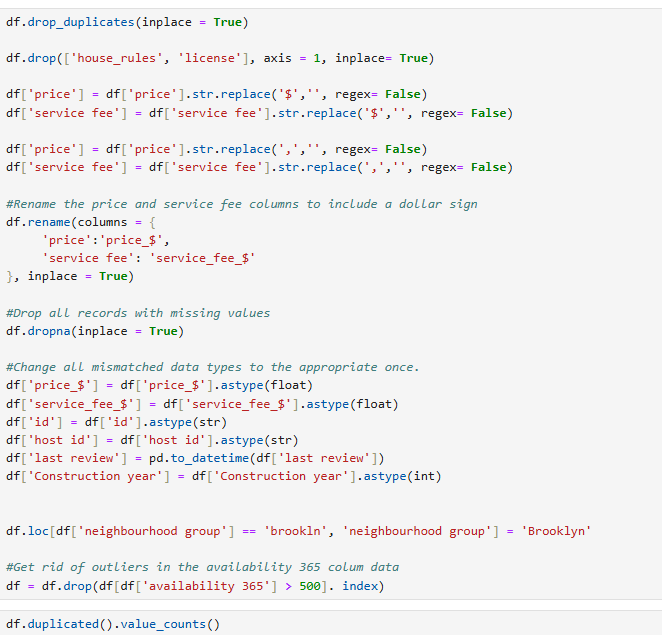 df.drop_duplicates(inplace = True)
df.drop(['house_rules', 'license'], axis = 1, inplace= True)
df['price'] = df['price'].str.replace('$','', regex= False)
df['service fee'] = df['service fee'].str.replace('$','', regex= False)
df['price'] = df['price'].str.replace(',','', regex= False)
df['service fee'] = df['service fee'].str.replace(',','', regex= False)
#Rename the price and service fee columns to include a dollar sign
df.rename(columns = {
'price':'price_$',
'service fee': 'service_fee_$'
}, inplace = True)
#Drop all records with missing values
df.dropna(inplace = True)
#Change all mismatched data types to the appropriate once.
df['price_$'] = df['price_$'].astype(float)
df['service_fee_$'] = df['service_fee_$'].astype(float)
df['id'] = df['id'].astype(str)
df['host id'] = df['host id'].astype(str)
df['last review'] = pd.to_datetime(df['last review'])
df['Construction year'] = df['Construction year'].astype(int)
df.loc[df['neighbourhood group'] == 'brookln', 'neighbourhood group'] = 'Brooklyn'
#Get rid of outliers in the availability 365 colum data
df = df.drop(df[df['availability 365'] > 500]. index)
df.duplicated().value_counts()